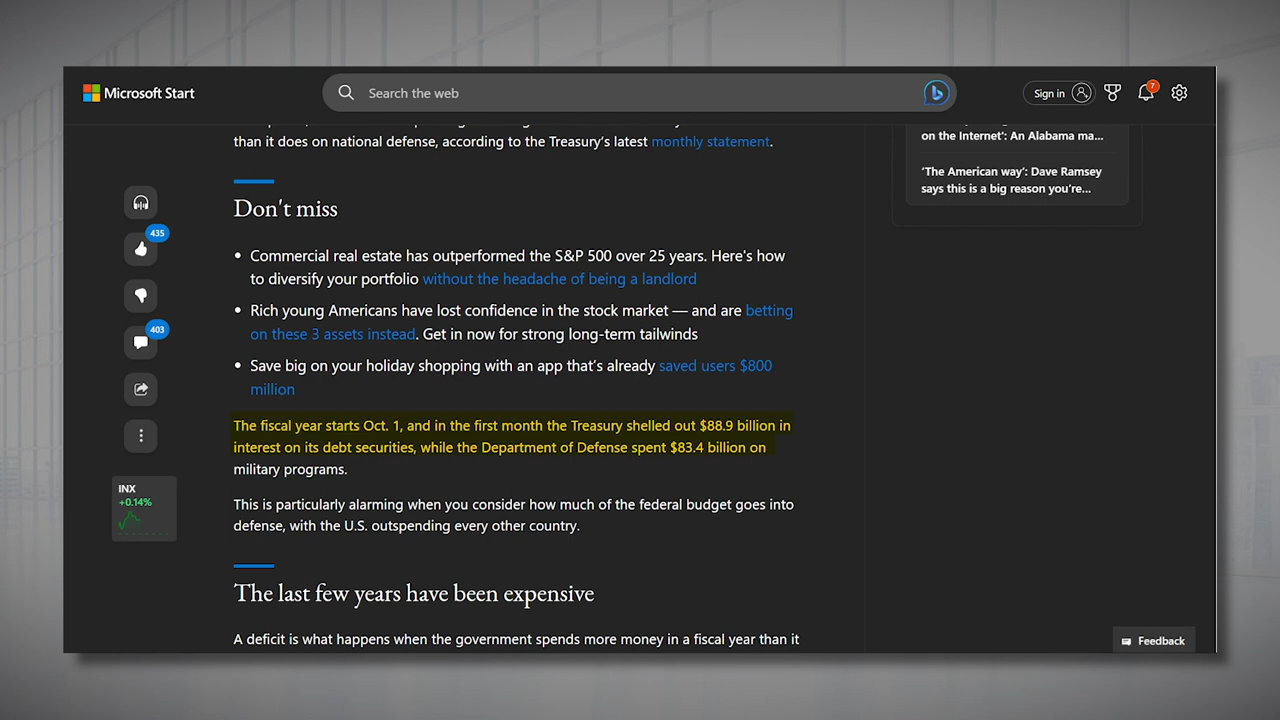 Microsoft Start
Search the web
Sign in
7
than it does on national defense, according to the Treasury's latest monthly statement.
on the Internet': An Alabama ma...
'The American way': Dave Ramsey
says this is a big reason you're...
Don't miss
435
• Commercial real estate has outperformed the S&P 500 over 25 years. Here's how
to diversify your portfolio without the headache of being a landlord
• Rich young Americans have lost confidence in the stock market — and are betting
on these 3 assets instead. Get in now for strong long-term tailwinds
403
• Save big on your holiday shopping with an app that's already saved users $800
million
The fiscal year starts Oct. 1, and in the first month the Treasury shelled out $88.9 billion in
interest on its debt securities, while the Department of Defense spent $83.4 billion on
military programs.
INX
+0.14%
This is particularly alarming when you consider how much of the federal budget goes into
defense, with the U.S. outspending every other country.
The last few years have been expensive
A deficit is what happens when the government spends more money in a fiscal year than it
Feedback